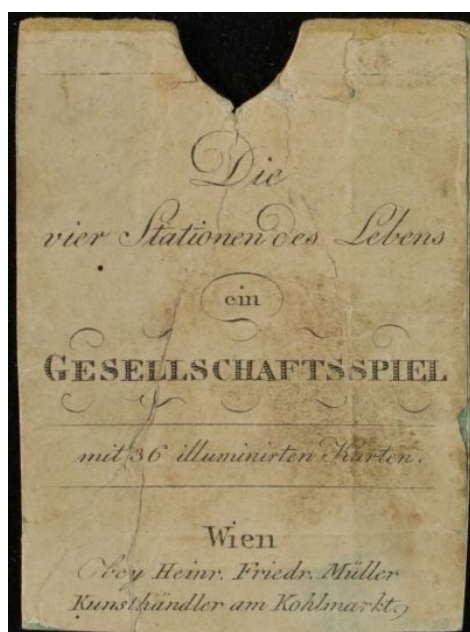 Die
vier Stationen des Lebens
ein
GESELLSCHAFTSSPIEL
mit 36 illuminirten Karten.
Wien
bey Heinr. Friedr. Müller
Kunsthändler am Kohlmarkt.